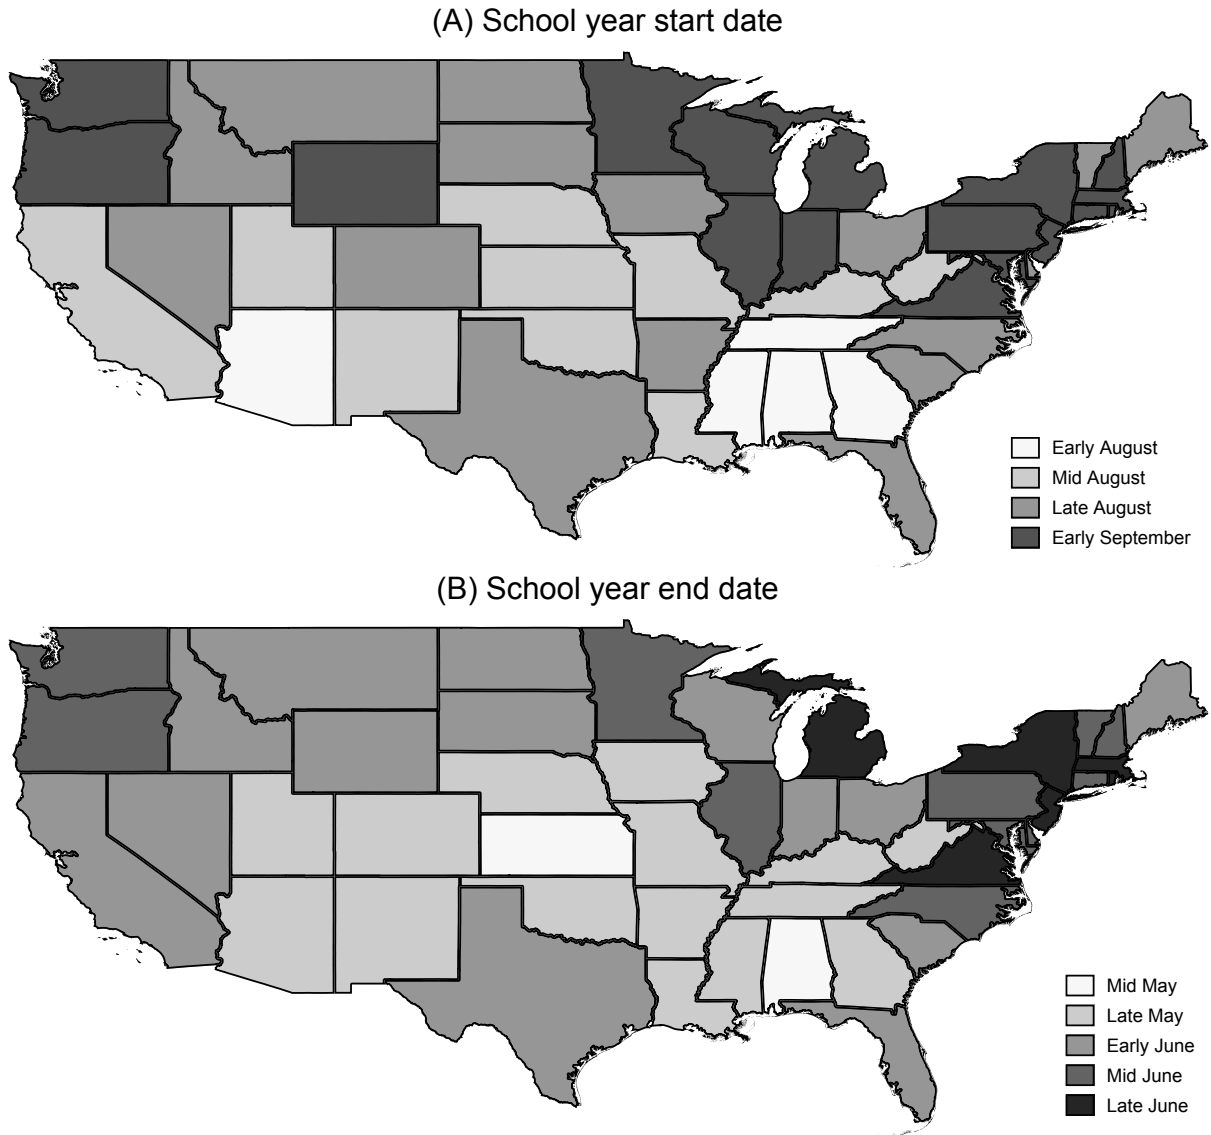 (A) School year start date
Early August
Mid August
Late August
Early September
(B) School year end date
Mid May
Late May
Early June
Mid June
Late June